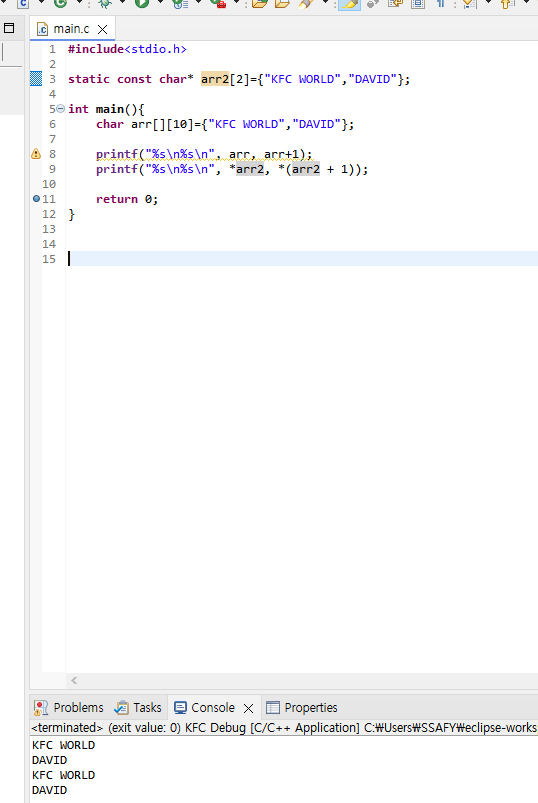 main.c
1 #include<stdio.h>
2
3 static const char* arr2[2]={"KFC WORLD","DAVID"};
4
5 int main(){
6     char arr[][10]={"KFC WORLD","DAVID"};
7
8     printf("%s\n%s\n", arr, arr+1);
9     printf("%s\n%s\n", *arr2, *(arr2 + 1));
10
11     return 0;
12 }
13
14
15
Problems Tasks Console Properties
<terminated> (exit value: 0) KFC Debug [C/C++ Application] C:₩Users₩SSAFY₩eclipse-works
KFC WORLD
DAVID
KFC WORLD
DAVID